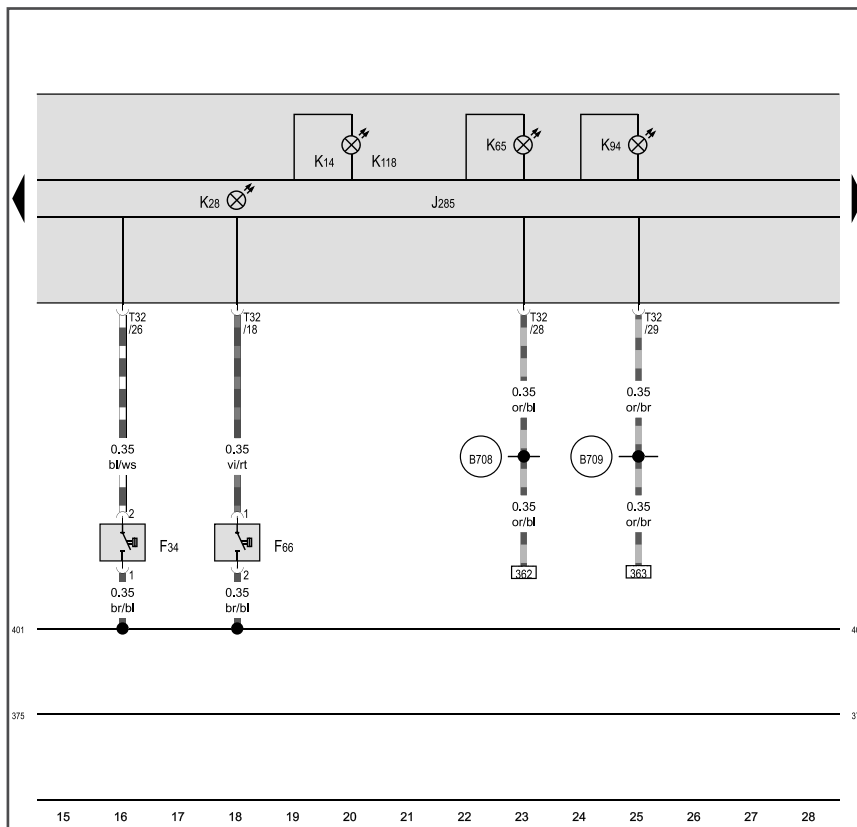 K14 K118 K65 K94
K28 J285
T32 /26 T32 /18 T32 /28 T32 /29
0.35 or/bl 0.35 or/br
0.35 bl/ws 0.35 vi/rt B708 B709
2 1 0.35 or/bl 0.35 or/br
F34 F66
1 2 362 363
0.35 br/bl 0.35 br/bl
401 40
375 37
15 16 17 18 19 20 21 22 23 24 25 26 27 28